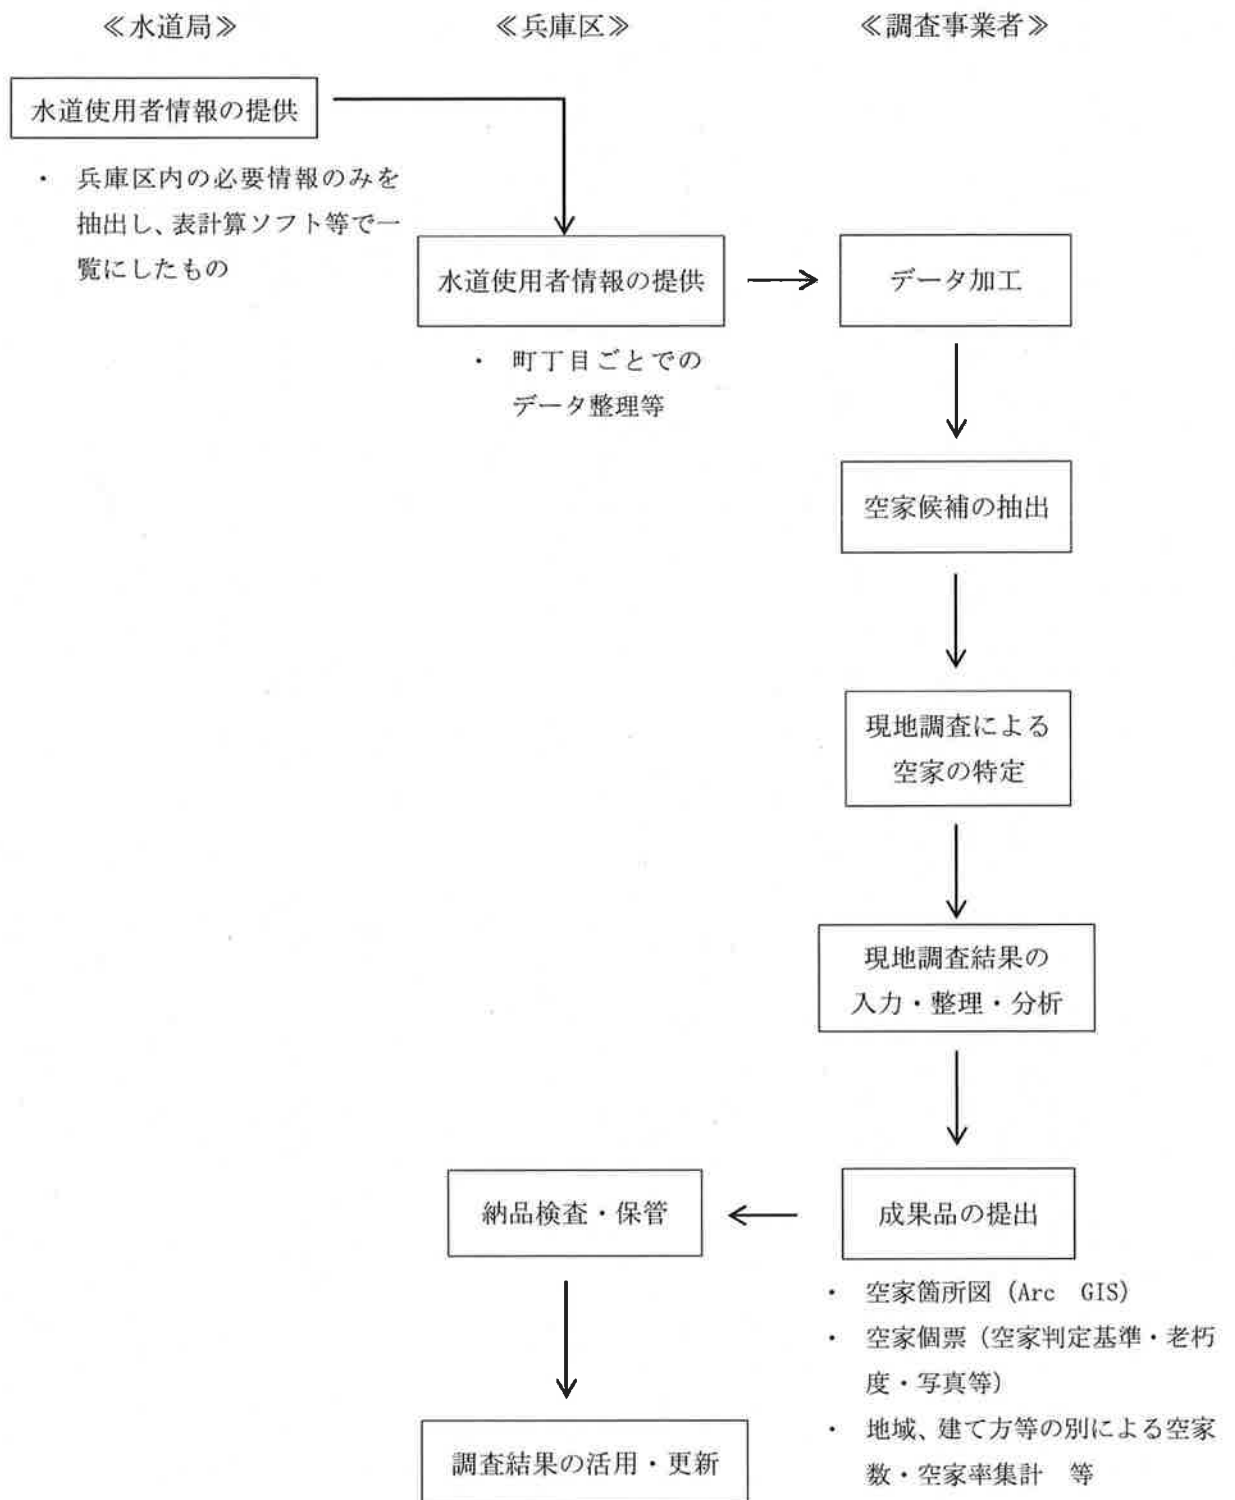 ≪水道局≫
≪兵庫区≫
≪調査事業者≫
水道使用者情報の提供
・ 兵庫区内の必要情報のみを
抽出し、表計算ソフト等で一
覧にしたもの
水道使用者情報の提供
・ 町丁目ごとでの
データ整理等
データ加工
空家候補の抽出
現地調査による
空家の特定
現地調査結果の
入力・整理・分析
成果品の提出
・ 空家箇所図（Arc GIS）
・ 空家個票（空家判定基準・老朽
度・写真等）
・ 地域、建て方等の別による空家
数・空家率集計 等
納品検査・保管
調査結果の活用・更新